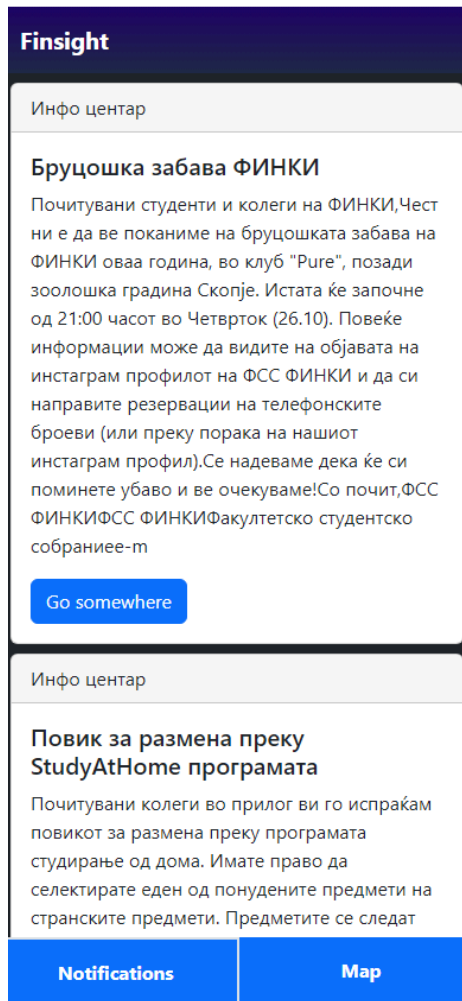 Finsight
Инфо центар
Бруцошка забава ФИНКИ
Почитувани студенти и колеги на ФИНКИ,Чест
ни е да ве поканиме на бруцошката забава на
ФИНКИ оваа година, во клуб "Pure", позади
зоолошка градина Скопје. Истата ќе започне
од 21:00 часот во Четврток (26.10). Повеќе
информации може да видите на објавата на
инстаграм профилот на ФСС ФИНКИ и да си
направите резервации на телефонските
броеви (или преку порака на нашиот
инстаграм профил).Се надеваме дека ќе си
поминете убаво и ве очекуваме!Со почит,ФСС
ФИНКИФСС ФИНКИФакултетско студентско
собраниее-m
Go somewhere
Инфо центар
Повик за размена преку
StudyAtHome програмата
Почитувани колеги во прилог ви го испраќам
повикот за размена преку програмата
студирање од дома. Имате право да
селектирате еден од понудените предмети на
странските предмети. Предметите се следат
Notifications
Map